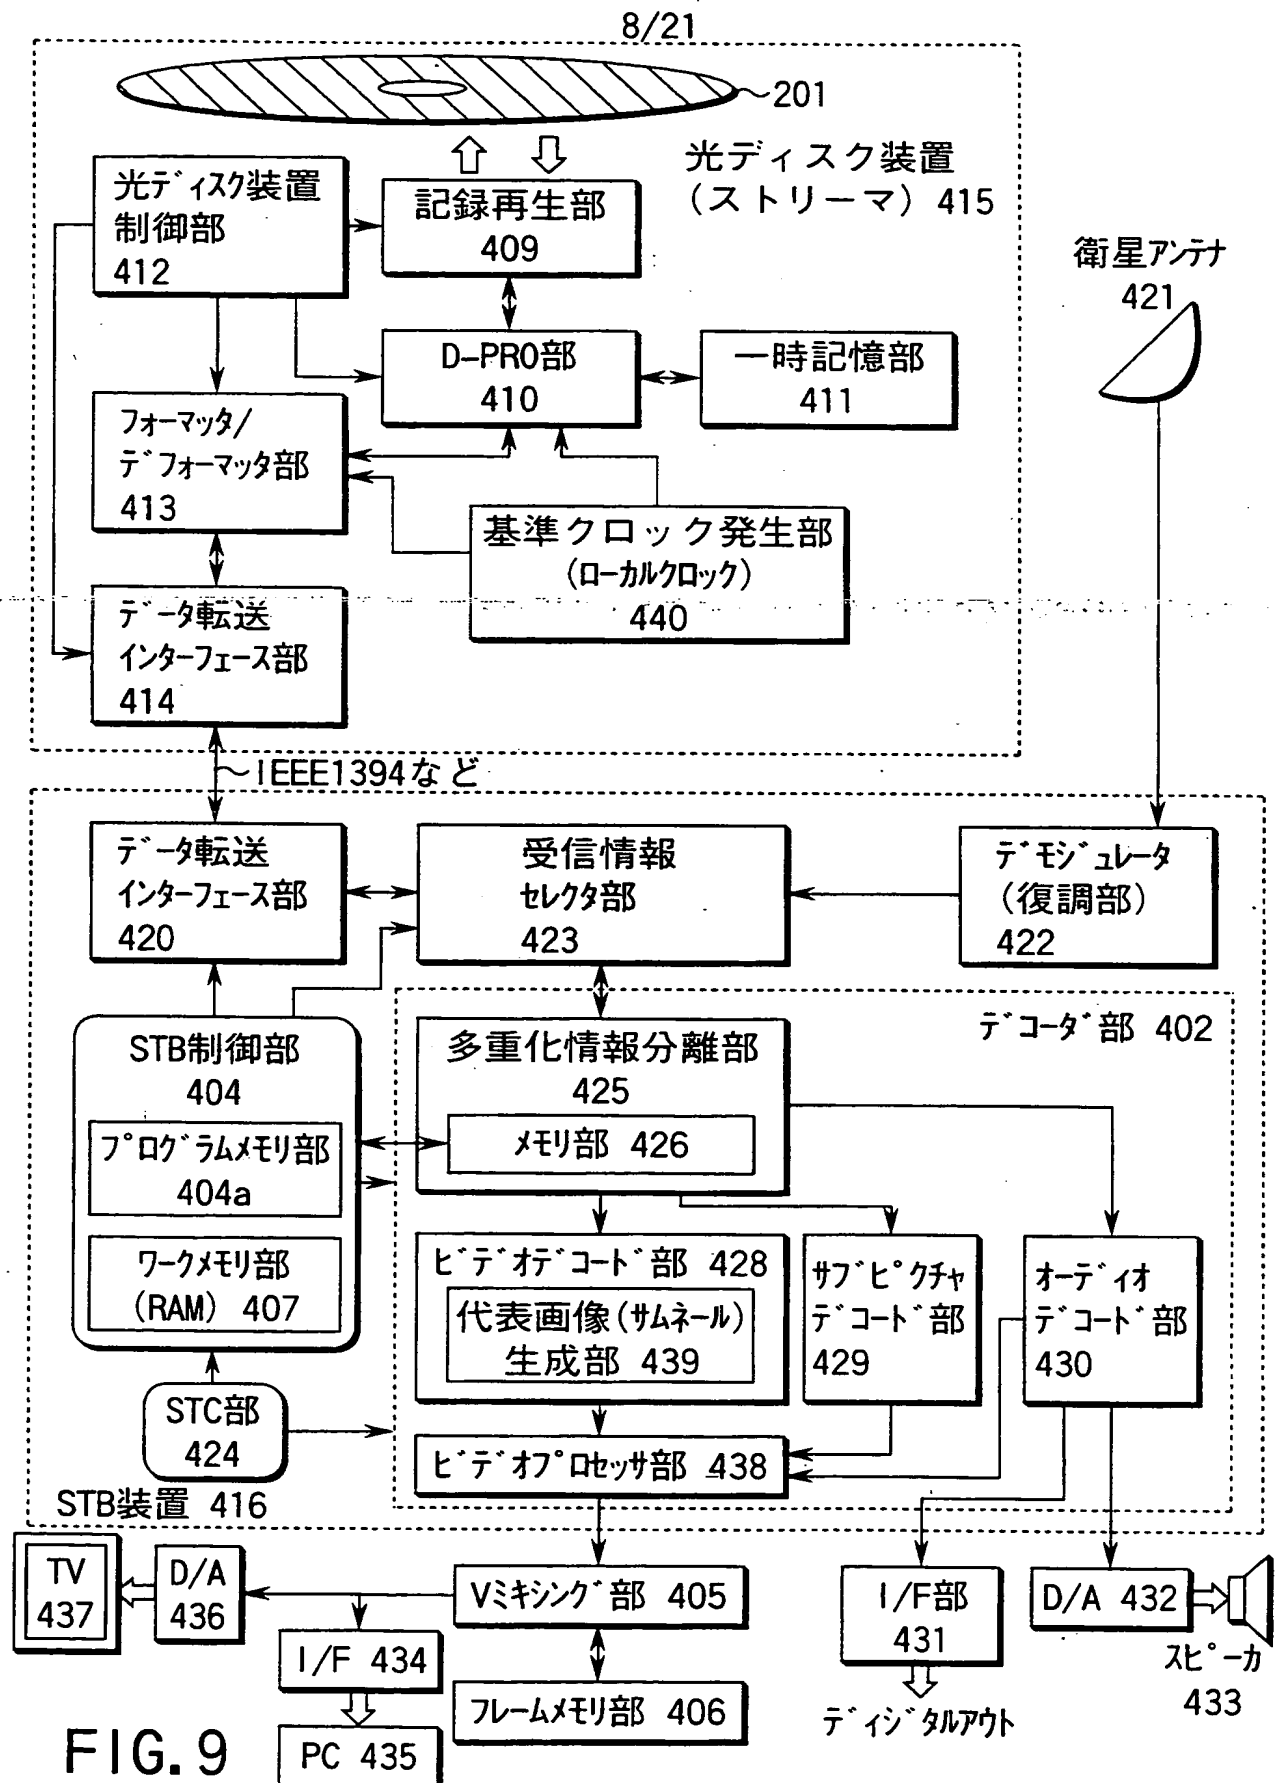 8/21
201
光ディスク装置
(ストリーマ) 415
光ディスク装置
制御部
412
記録再生部
409
衛星アンテナ
421
D-PRO部
410
一時記憶部
411
フォーマッタ/
デフォーマッタ部
413
基準クロック発生部
(ローカルクロック)
440
データ転送
インターフェース部
414
IEEE1394など
データ転送
インターフェース部
420
受信情報
セレクタ部
423
デモジュレータ
(復調部)
422
デコーダ部 402
STB制御部
404
プログラムメモリ部
404a
ワークメモリ部
(RAM) 407
多重化情報分離部
425
メモリ部 426
ビデオデコード部 428
代表画像(サムネール)
生成部 439
サブピクチャ
デコード部
429
オーディオ
デコード部
430
STC部
424
ビデオプロセッサ部 438
STB装置 416
TV
437
D/A
436
Vミキシング部 405
I/F部
431
D/A 432
I/F 434
スピーカ
433
フレームメモリ部 406
ディジタルアウト
PC 435
FIG. 9